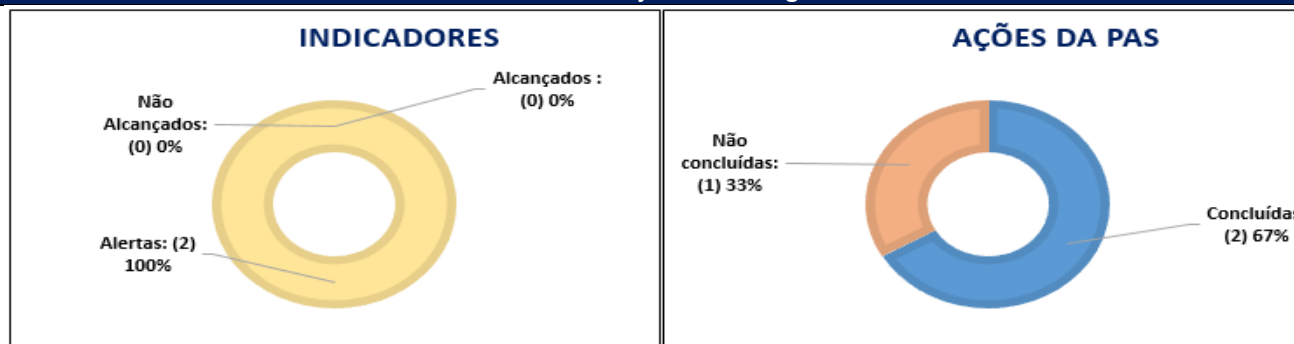 INDICADORES
Alcançados :
(0) 0%
Não
Alcançados:
(0) 0%
Alertas: (2)
100%
AÇÕES DA PAS
Não
concluídas:
(1) 33%
Concluídas
(2) 67%